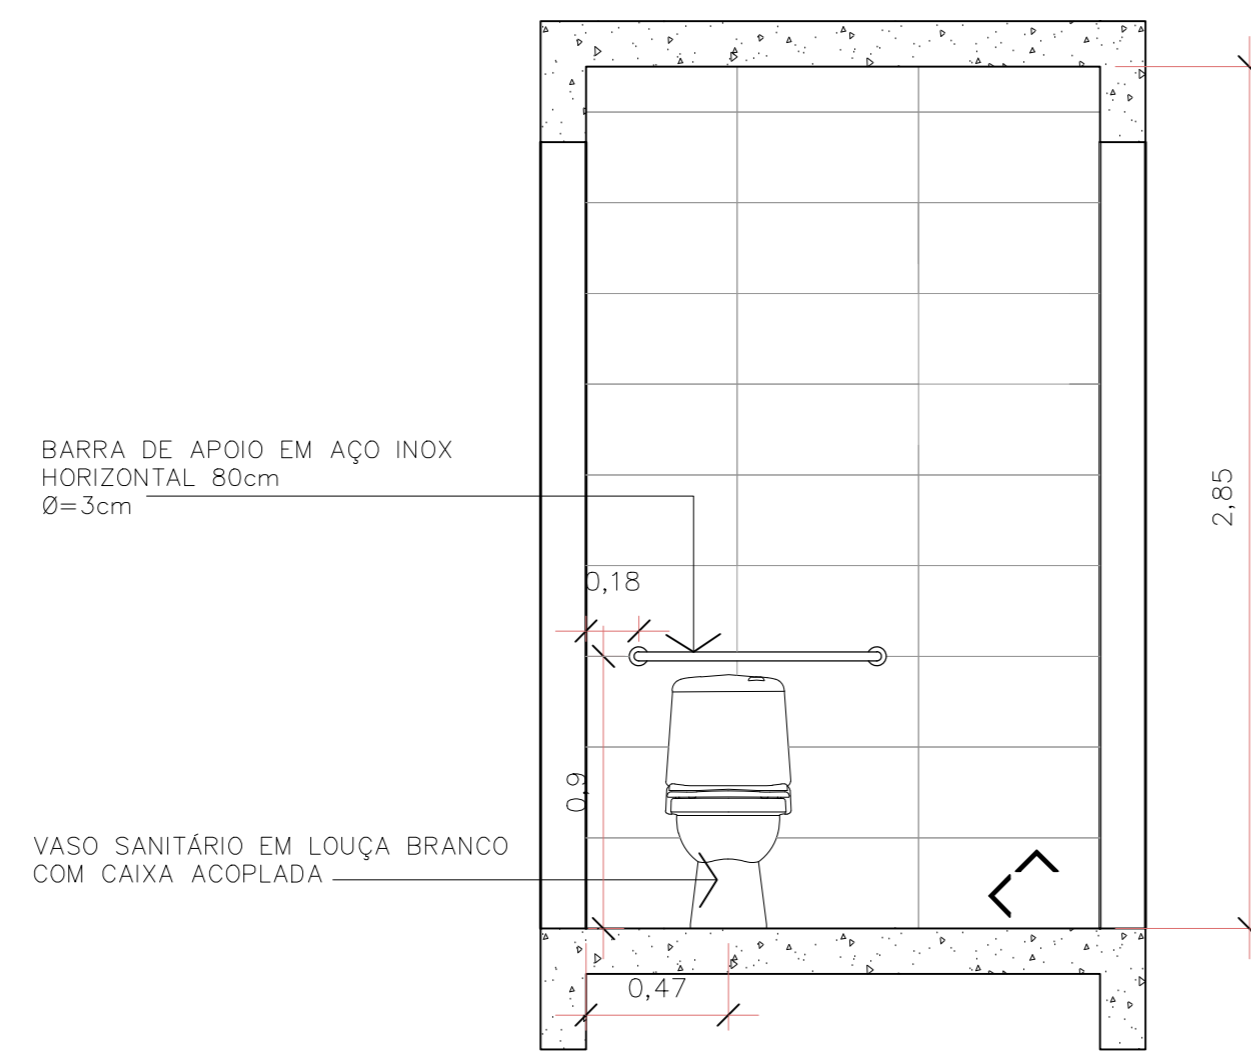 BARRA DE APOIO EM AÇO INOX
HORIZONTAL 80cm
Ø=3cm
2,85
0,18
0,9
VASO SANITÁRIO EM LOUÇA BRANCO
COM CAIXA ACOPLADA
0,47